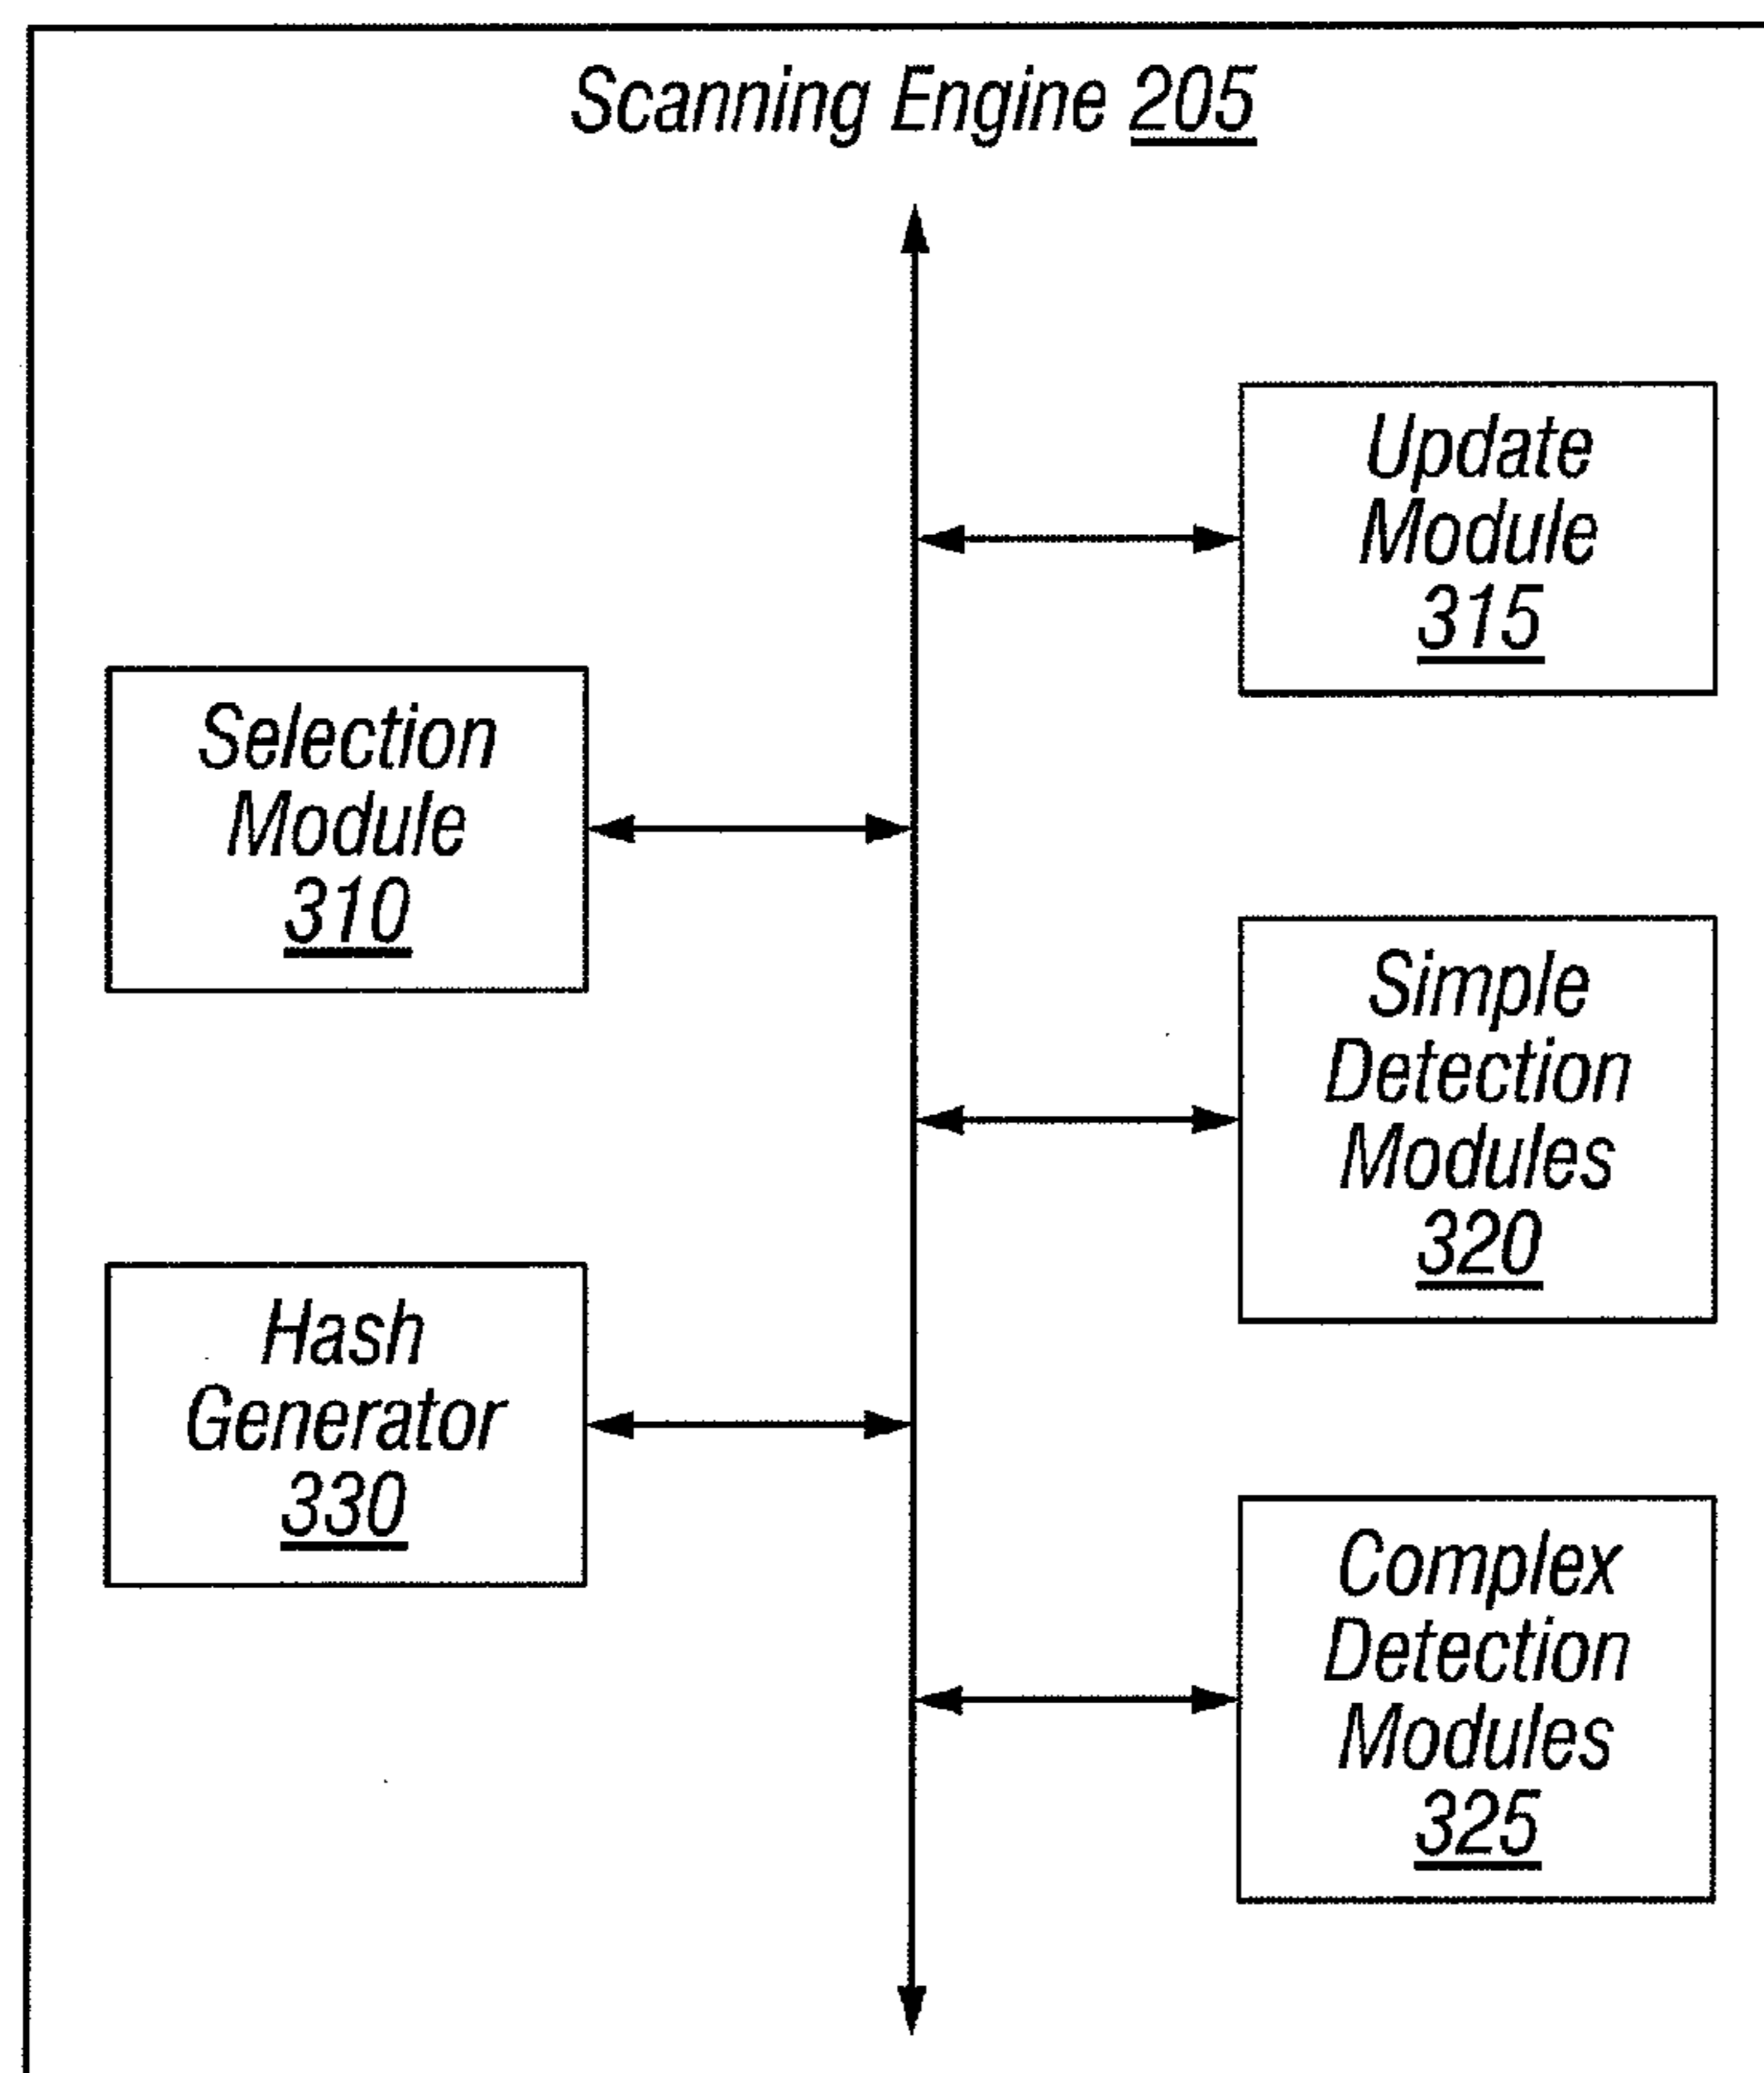 Scanning Engine 205
Update
Module
315
Selection
Module
310
Simple
Detection
Modules
320
Hash
Generator
330
Complex
Detection
Modules
325